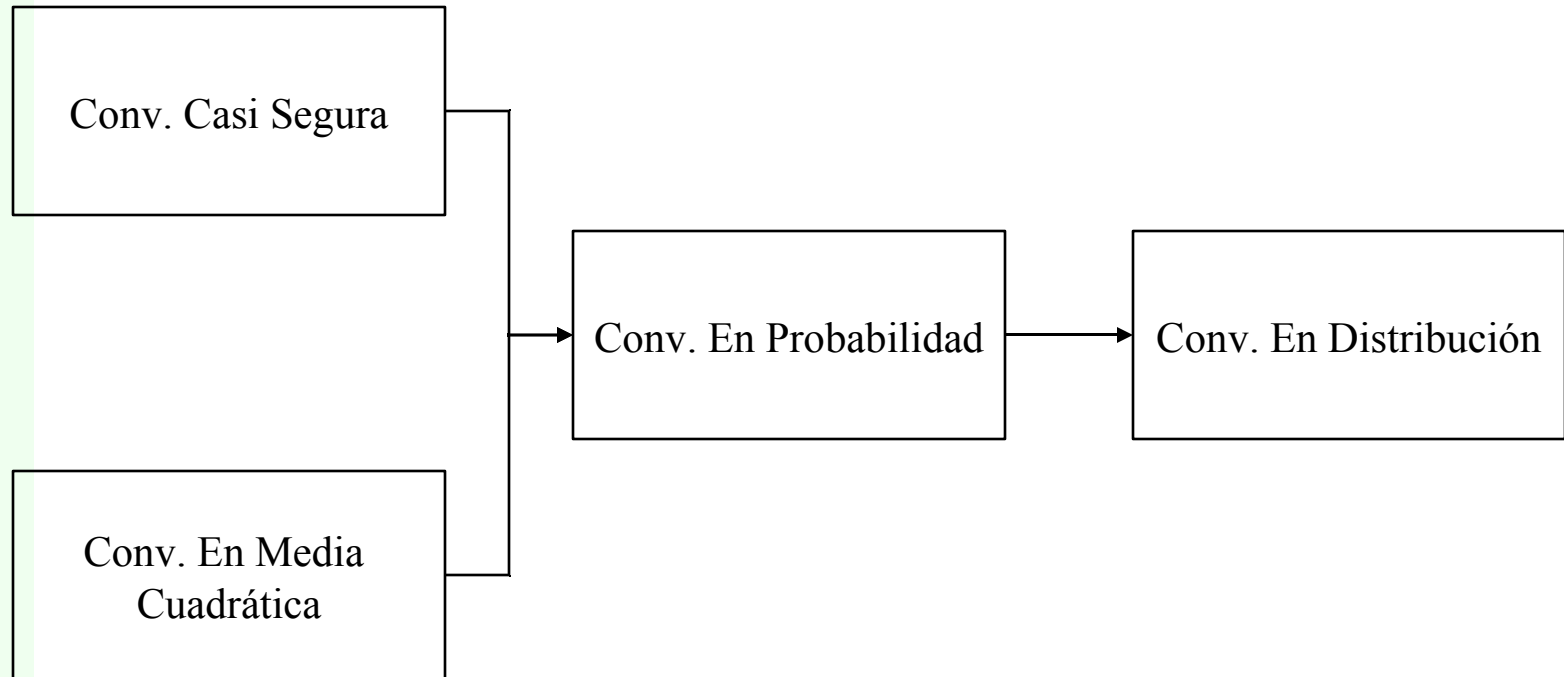 Conv. Casi Segura
Conv. En Probabilidad
Conv. En Distribución
Conv. En Media
Cuadrática